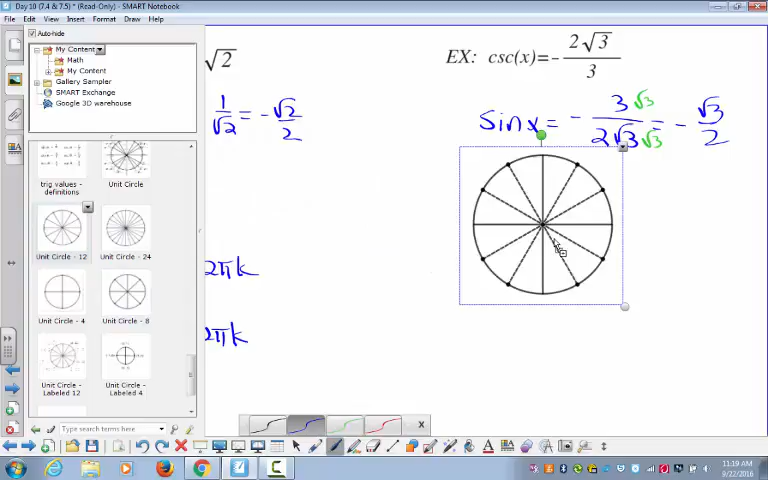 Day 10 (7.4 & 7.5) * (Read Only) - SMART Notebook
File Edit View Insert Format Tools Draw Help
Auto-hide
My Content
Math
My Content
Gallery Sampler
SMART Exchange
Google 3D warehouse
trig values - definitions
Unit Circle
Unit Circle - 12
Unit Circle - 24
Unit Circle - 4
Unit Circle - 8
Unit Circle - Labeled 12
Unit Circle - Labeled 4
Type search terms here
√2
1/√2 = -√2/2
2πk
2πk
EX: csc(x) = - 2√3/3
Sin x = - 3 √3 / 2√3 √3 = - √3/2
11:19 AM
9/22/2016